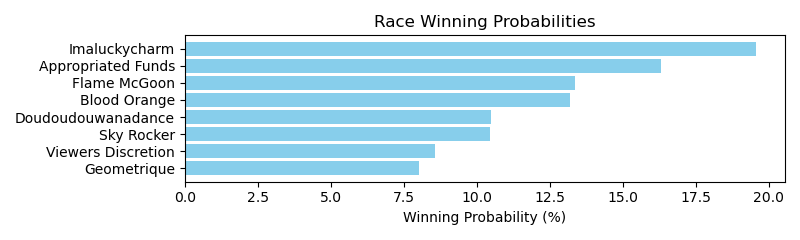 Race Winning Probabilities
Imaluckycharm
Appropriated Funds
Flame McGoon
Blood Orange
Doudoudouwanadance
Sky Rocker
Viewers Discretion
Geometrique
0.0 2.5 5.0 7.5 10.0 12.5 15.0 17.5 20.0
Winning Probability (%)